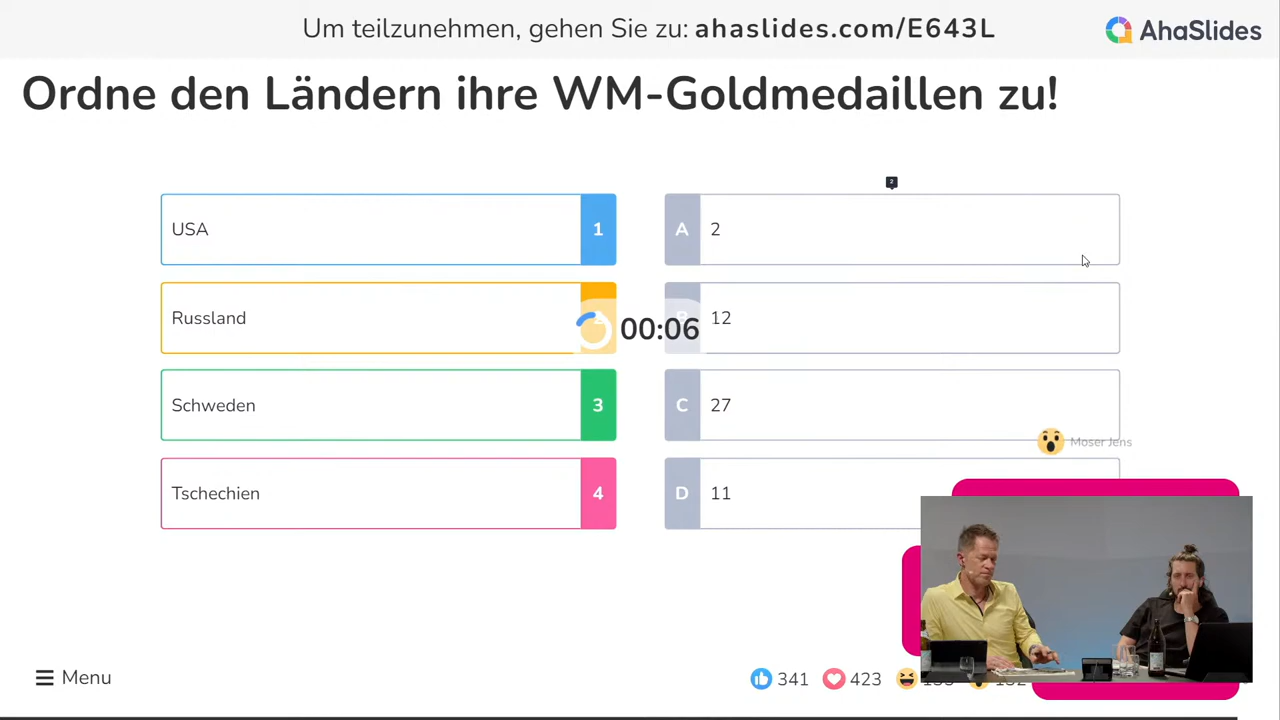 Um teilzunehmen, gehen Sie zu: ahaslides.com/E643L
AhaSlides
Ordne den Ländern ihre WM-Goldmedaillen zu!
2
USA 1
A 2
Russland
12
00:06
Schweden 3
C 27
Moser Jens
Tschechien 4
D 11
Menu
341 423